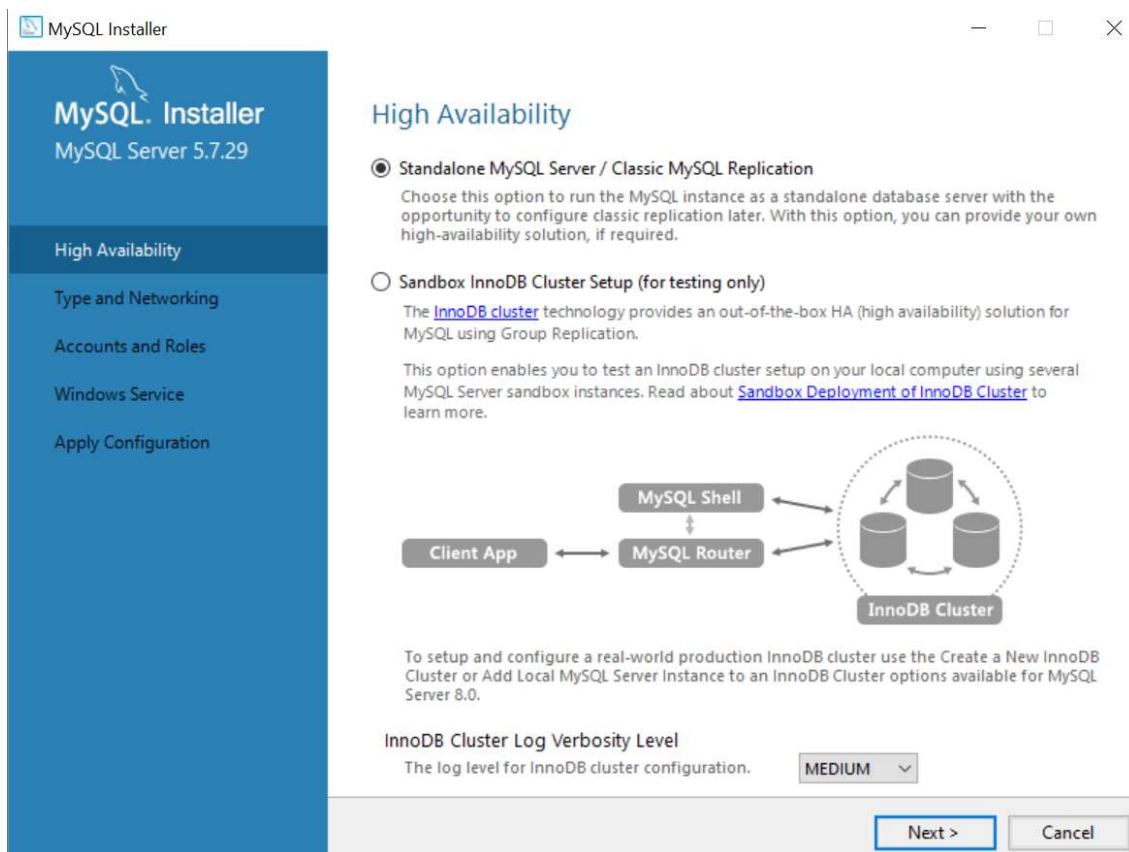 MySQL Installer
MySQL. Installer
MySQL Server 5.7.29
High Availability
Type and Networking
Accounts and Roles
Windows Service
Apply Configuration
High Availability
Standalone MySQL Server / Classic MySQL Replication
Choose this option to run the MySQL instance as a standalone database server with the
opportunity to configure classic replication later. With this option, you can provide your own
high-availability solution, if required.
Sandbox InnoDB Cluster Setup (for testing only)
The InnoDB cluster technology provides an out-of-the-box HA (high availability) solution for
MySQL using Group Replication.
This option enables you to test an InnoDB cluster setup on your local computer using several
MySQL Server sandbox instances. Read about Sandbox Deployment of InnoDB Cluster to
learn more.
MySQL Shell
Client App
MySQL Router
InnoDB Cluster
To setup and configure a real-world production InnoDB cluster use the Create a New InnoDB
Cluster or Add Local MySQL Server Instance to an InnoDB Cluster options available for MySQL
Server 8.0.
InnoDB Cluster Log Verbosity Level
The log level for InnoDB cluster configuration.
MEDIUM
Next >
Cancel